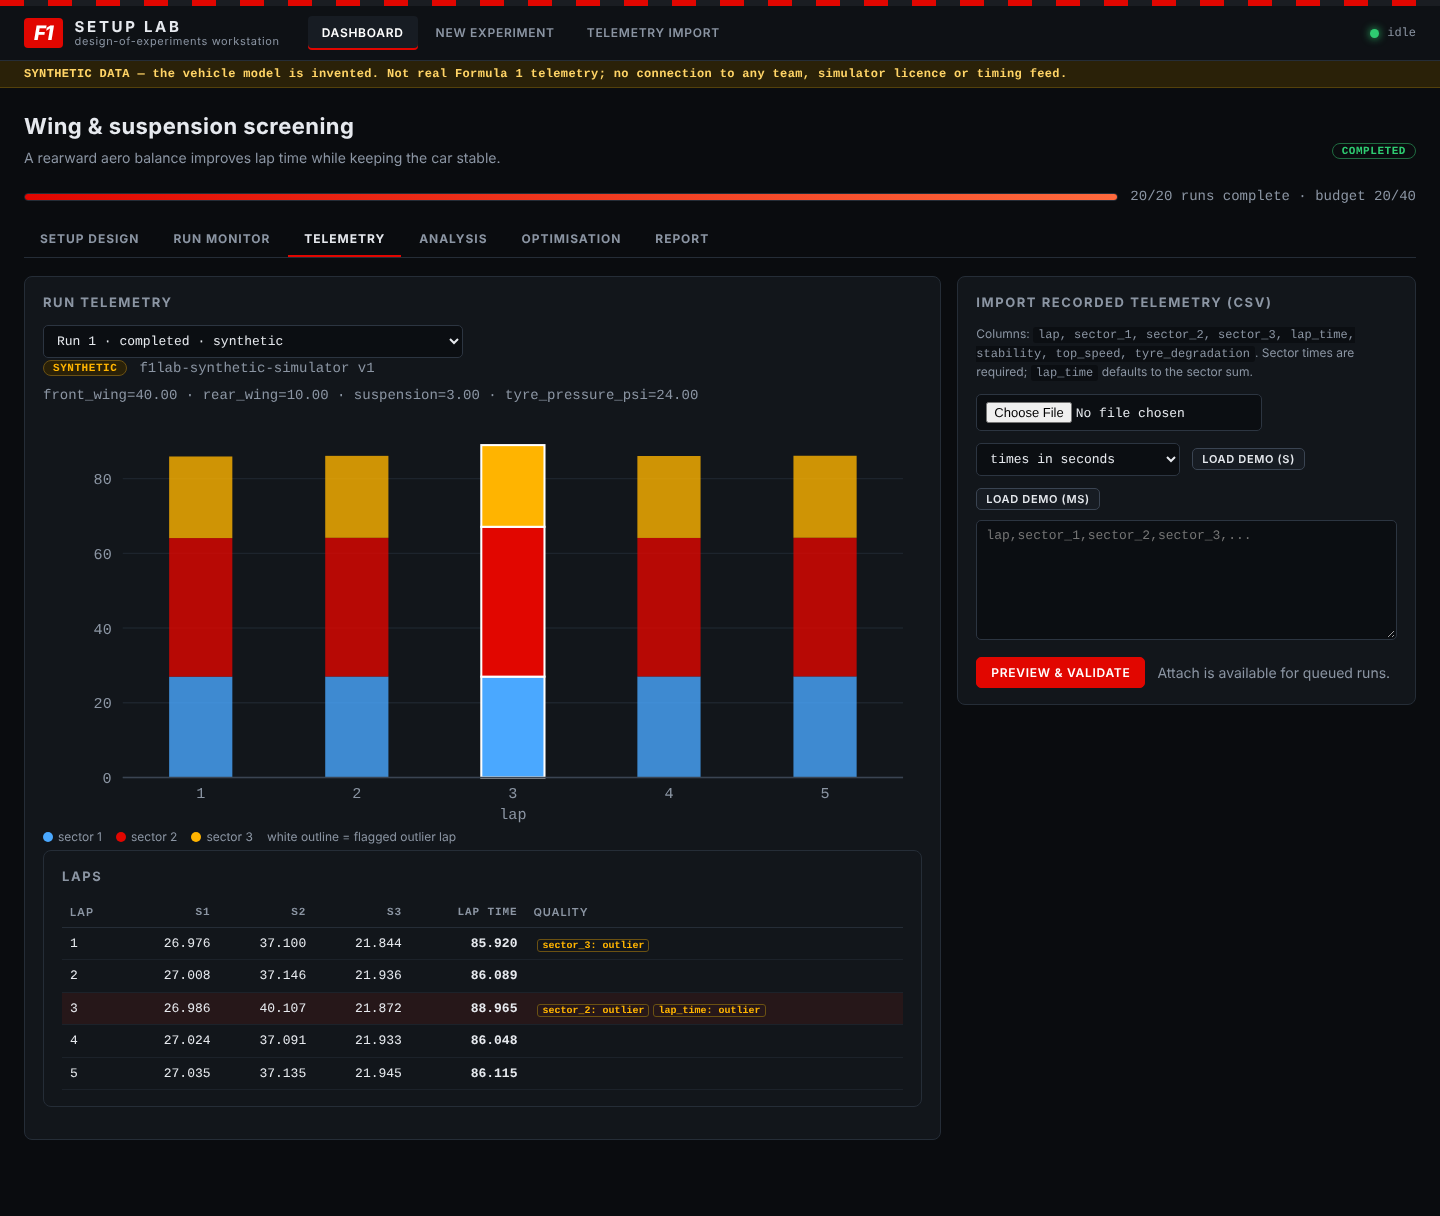 F1
SETUP LAB
design-of-experiments workstation
DASHBOARD
NEW EXPERIMENT
TELEMETRY IMPORT
idle
SYNTHETIC DATA — the vehicle model is invented. Not real Formula 1 telemetry; no connection to any team, simulator licence or timing feed.
Wing & suspension screening
A rearward aero balance improves lap time while keeping the car stable.
COMPLETED
20/20 runs complete · budget 20/40
SETUP DESIGN
RUN MONITOR
TELEMETRY
ANALYSIS
OPTIMISATION
REPORT
RUN TELEMETRY
Run 1 · completed · synthetic
SYNTHETIC f1lab-synthetic-simulator v1
front_wing=40.00 · rear_wing=10.00 · suspension=3.00 · tyre_pressure_psi=24.00
80
60
40
20
0
1 2 3 4 5
lap
sector 1 sector 2 sector 3 white outline = flagged outlier lap
LAPS
LAP S1 S2 S3 LAP TIME QUALITY
1 26.976 37.100 21.844 85.920 sector_3: outlier
2 27.008 37.146 21.936 86.089
3 26.986 40.107 21.872 88.965 sector_2: outlier lap_time: outlier
4 27.024 37.091 21.933 86.048
5 27.035 37.135 21.945 86.115
IMPORT RECORDED TELEMETRY (CSV)
Columns: lap, sector_1, sector_2, sector_3, lap_time,
stability, top_speed, tyre_degradation . Sector times are
required; lap_time defaults to the sector sum.
Choose File No file chosen
times in seconds
LOAD DEMO (S)
LOAD DEMO (MS)
lap,sector_1,sector_2,sector_3,...
PREVIEW & VALIDATE
Attach is available for queued runs.